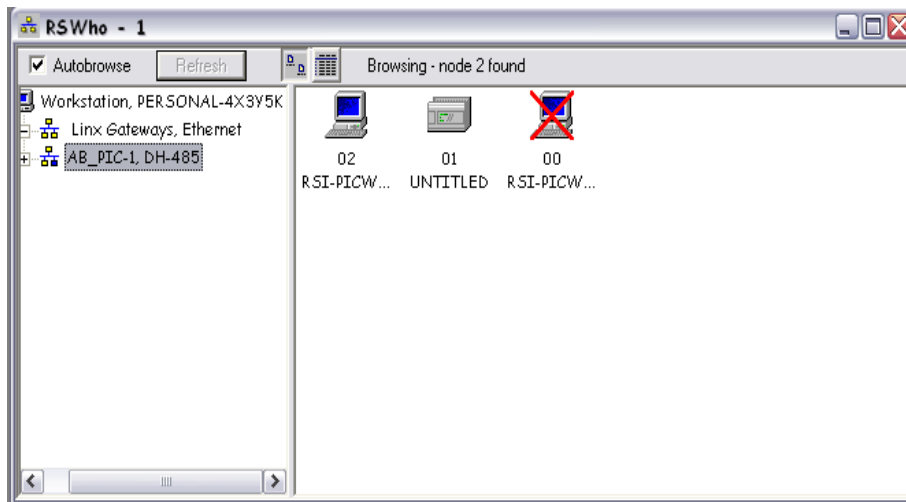 RSWho - 1
Autobrowse
Refresh
Browsing - node 2 found
Workstation, PERSONAL-4X3Y5K
Linx Gateways, Ethernet
AB_PIC-1, DH-485
02
RSI-PICW...
01
UNTITLED
00
RSI-PICW...